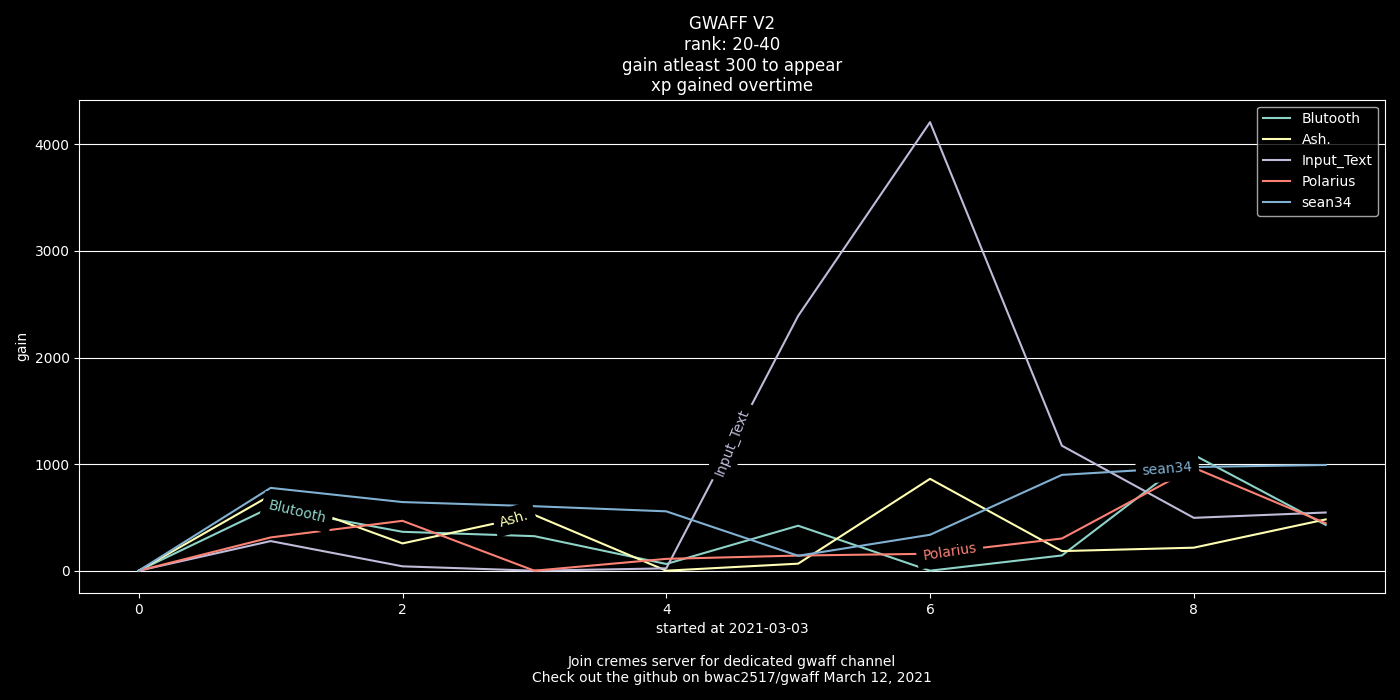 GWAFF V2
rank: 20-40
gain atleast 300 to appear
xp gained overtime
Blutooth
Ash.
Input_Text
Polarius
sean34
gain
4000
3000
2000
1000
0
Blutooth
Ash.
Input_Text
Polarius
sean34
0
2
4
6
8
started at 2021-03-03
Join cremes server for dedicated gwaff channel
Check out the github on bwac2517/gwaff March 12, 2021